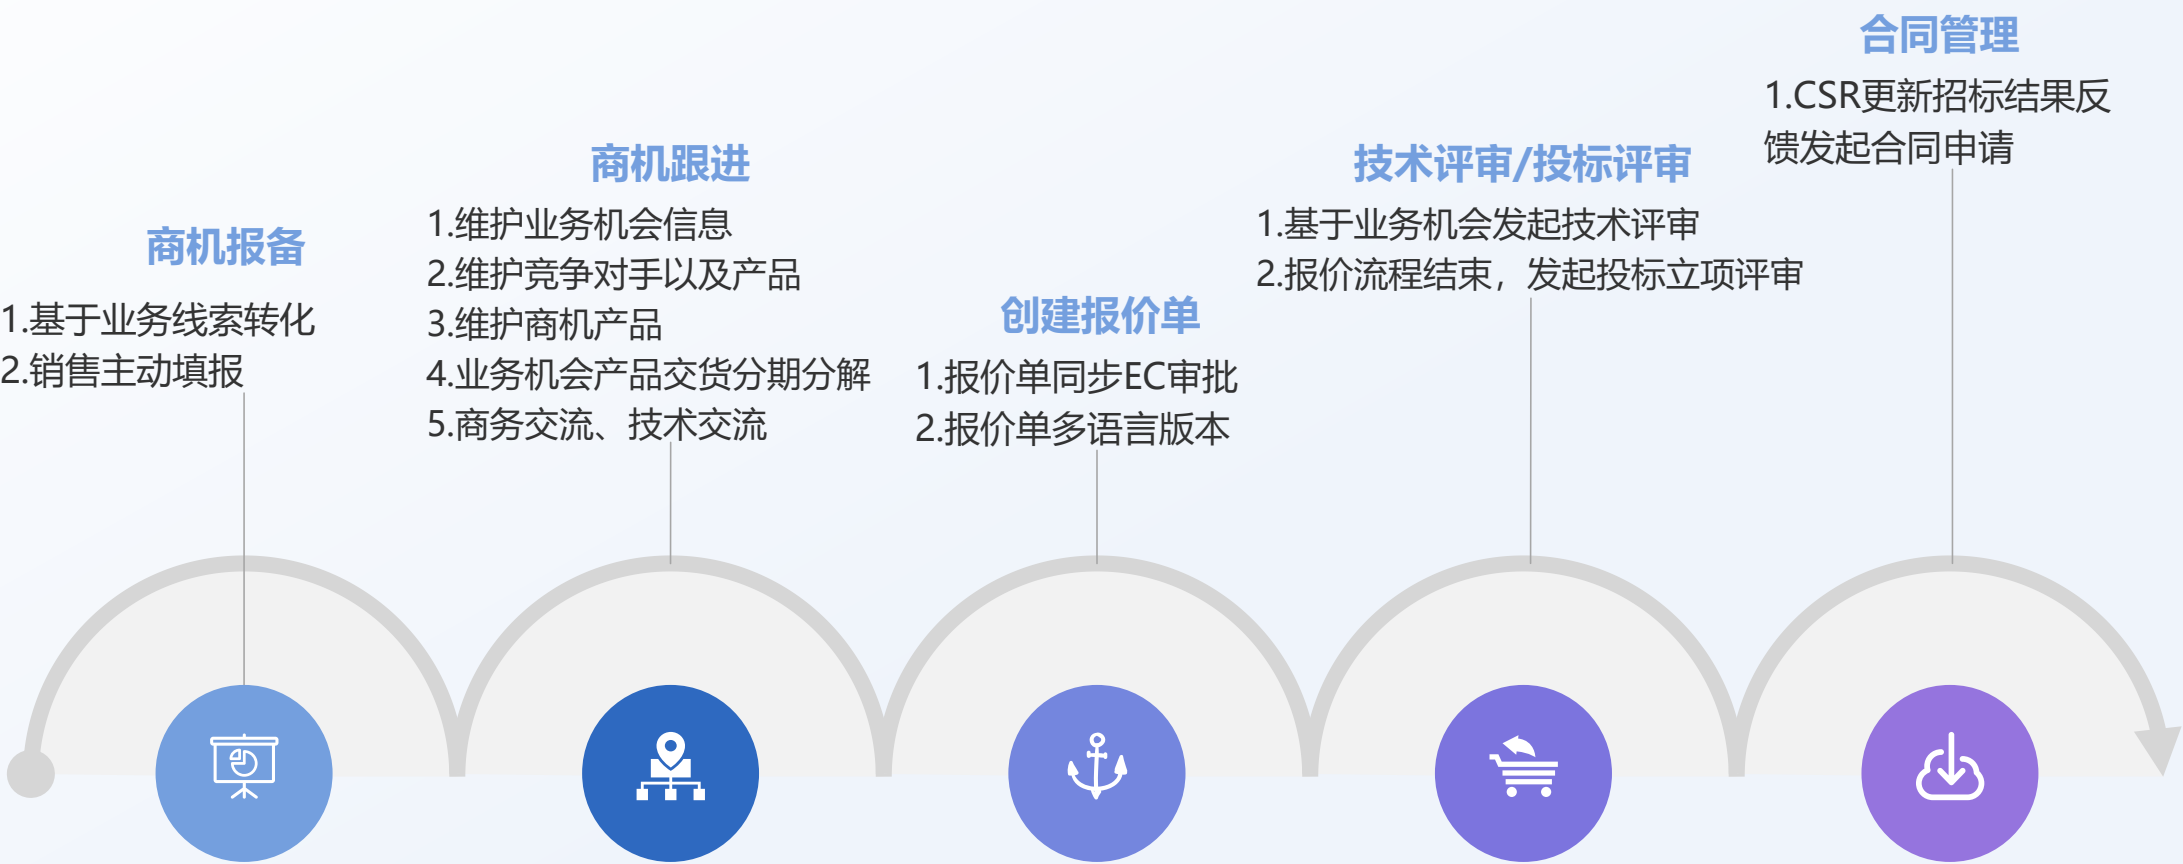 商机报备
1.基于业务线索转化
2.销售主动填报
商机跟进
1.维护业务机会信息
2.维护竞争对手以及产品
3.维护商机产品
4.业务机会产品交货分期分解
5.商务交流、技术交流
创建报价单
1.报价单同步EC审批
2.报价单多语言版本
技术评审/投标评审
1.基于业务机会发起技术评审
2.报价流程结束，发起投标立项评审
合同管理
1.CSR更新招标结果反
馈发起合同申请